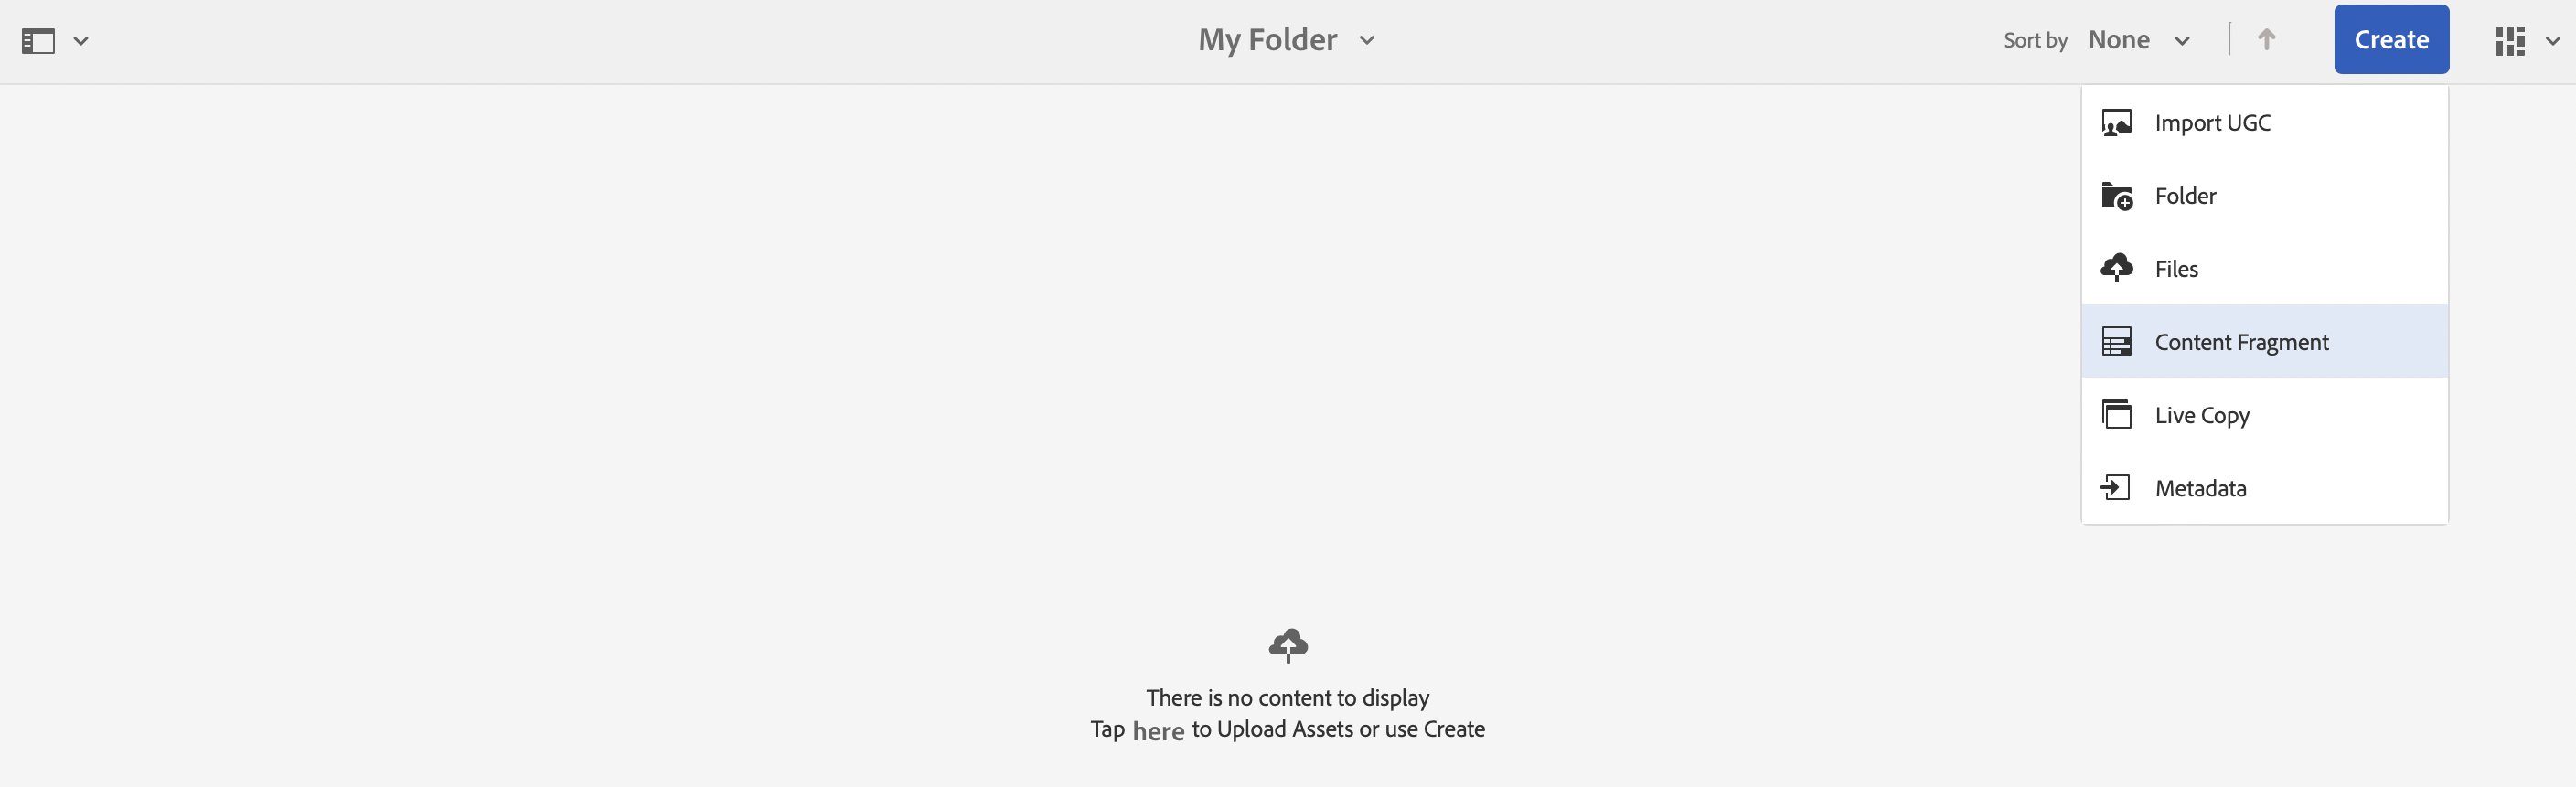 My Folder
Sort by None
Create
Import UGC
Folder
Files
Content Fragment
Live Copy
Metadata
There is no content to display
Tap here to Upload Assets or use Create